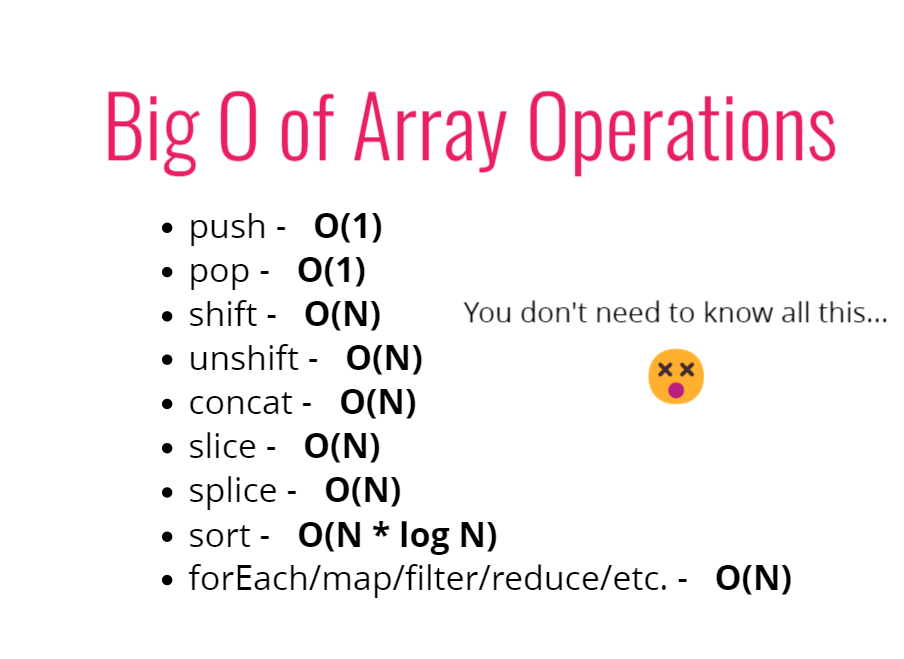 Big O of Array Operations
• push - O(1)
• pop - O(1)
• shift - O(N)
You don't need to know all this...
• unshift - O(N)
• concat - O(N)
• slice - O(N)
• splice - O(N)
• sort - O(N * log N)
• forEach/map/filter/reduce/etc. - O(N)